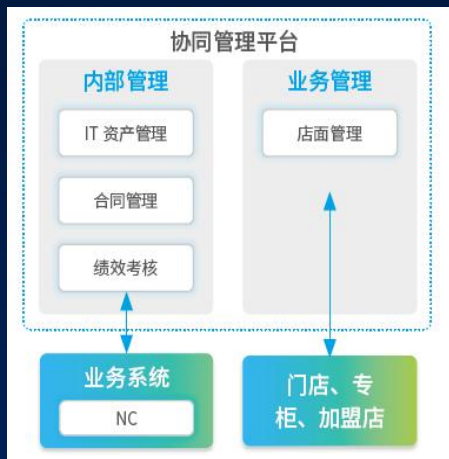 协同管理平台
内部管理
IT 资产管理
合同管理
绩效考核
业务管理
店面管理
业务系统
NC
门店、专
柜、加盟店